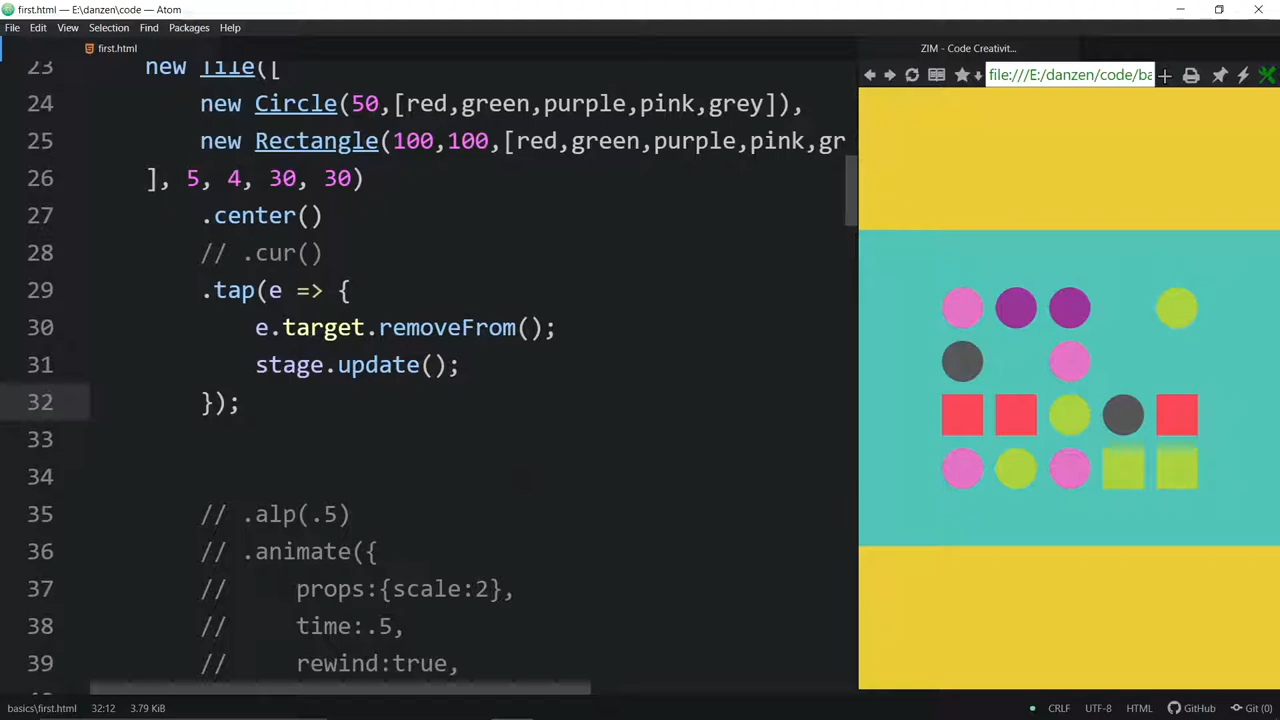 first.html — E:\danzen\code — Atom
File Edit View Selection Find Packages Help
first.html
ZIM - Code Creativit...
file:///E:/danzen/code/ba
23 new Tile([
24 new Circle(50,[red,green,purple,pink,grey]),
25 new Rectangle(100,100,[red,green,purple,pink,gr
26 ], 5, 4, 30, 30)
27 .center()
28 // .cur()
29 .tap(e => {
30 e.target.removeFrom();
31 stage.update();
32 });
33
34
35 // .alp(.5)
36 // .animate({
37 // props:{scale:2},
38 // time:.5,
39 // rewind:true,
basics\first.html 32:12 3.79 KiB CRLF UTF-8 HTML GitHub Git (0)